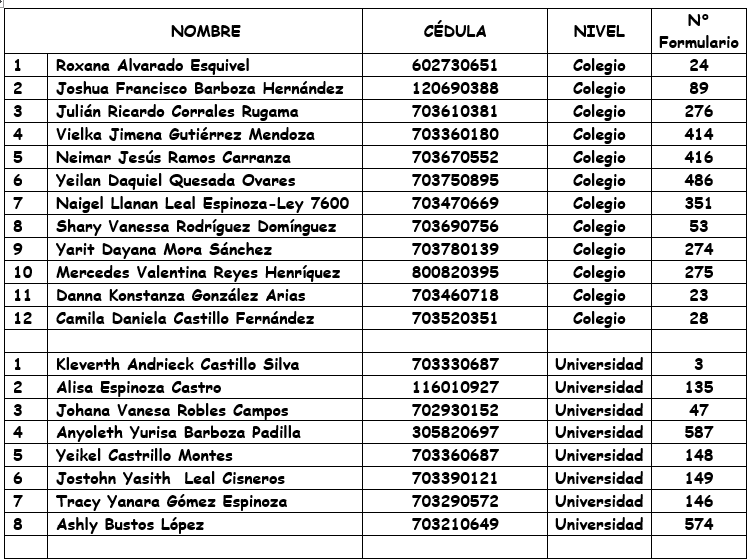 NOMBRE CÉDULA NIVEL N° Formulario
1 Roxana Alvarado Esquivel 602730651 Colegio 24
2 Joshua Francisco Barboza Hernández 120690388 Colegio 89
3 Julián Ricardo Corrales Rugama 703610381 Colegio 276
4 Vielka Jimena Gutiérrez Mendoza 703360180 Colegio 414
5 Neimar Jesús Ramos Carranza 703670552 Colegio 416
6 Yeilan Daquiel Quesada Ovares 703750895 Colegio 486
7 Naigel Llanan Leal Espinoza-Ley 7600 703470669 Colegio 351
8 Shary Vanessa Rodríguez Domínguez 703690756 Colegio 53
9 Yarit Dayana Mora Sánchez 703780139 Colegio 274
10 Mercedes Valentina Reyes Henríquez 800820395 Colegio 275
11 Danna Konstanza González Arias 703460718 Colegio 23
12 Camila Daniela Castillo Fernández 703520351 Colegio 28
1 Kleverth Andrieck Castillo Silva 703330687 Universidad 3
2 Alisa Espinoza Castro 116010927 Universidad 135
3 Johana Vanesa Robles Campos 702930152 Universidad 47
4 Anyoleth Yurisa Barboza Padilla 305820697 Universidad 587
5 Yeikel Castrillo Montes 703360687 Universidad 148
6 Jostohn Yasith Leal Cisneros 703390121 Universidad 149
7 Tracy Yanara Gómez Espinoza 703290572 Universidad 146
8 Ashly Bustos López 703210649 Universidad 574